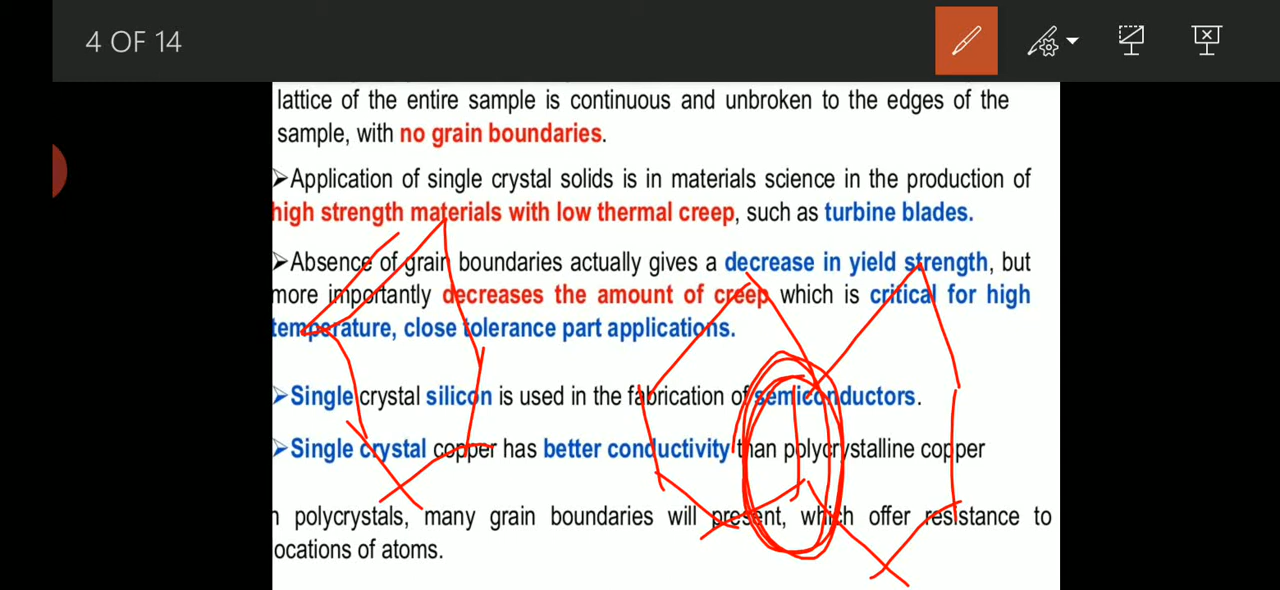 4 OF 14
lattice of the entire sample is continuous and unbroken to the edges of the
sample, with no grain boundaries.
➢Application of single crystal solids is in materials science in the production of
high strength materials with low thermal creep, such as turbine blades.
➢Absence of grain boundaries actually gives a decrease in yield strength, but
more importantly decreases the amount of creep which is critical for high
temperature, close tolerance part applications.
➢Single crystal silicon is used in the fabrication of semiconductors.
➢Single crystal copper has better conductivity than polycrystalline copper
n polycrystals, many grain boundaries will present, which offer resistance to
ocations of atoms.